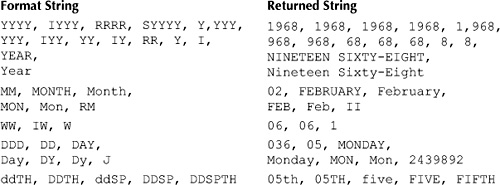 Format String Returned String
YYYY, IYYY, RRRR, SYYYY, Y,YYY, 1968, 1968, 1968, 1968, 1,968,
YYY, IYY, YY, IY, RR, Y, I, 968, 968, 68, 68, 68, 8, 8,
YEAR, NINETEEN SIXTY-EIGHT,
Year Nineteen Sixty-Eight
MM, MONTH, Month, 02, FEBRUARY, February,
MON, Mon, RM FEB, Feb, II
WW, IW, W 06, 06, 1
DDD, DD, DAY, 036, 05, MONDAY,
Day, DY, Dy, J Monday, MON, Mon, 2439892
ddTH, DDTH, ddSP, DDSP, DDSPTH 05th, 05TH, five, FIVE, FIFTH